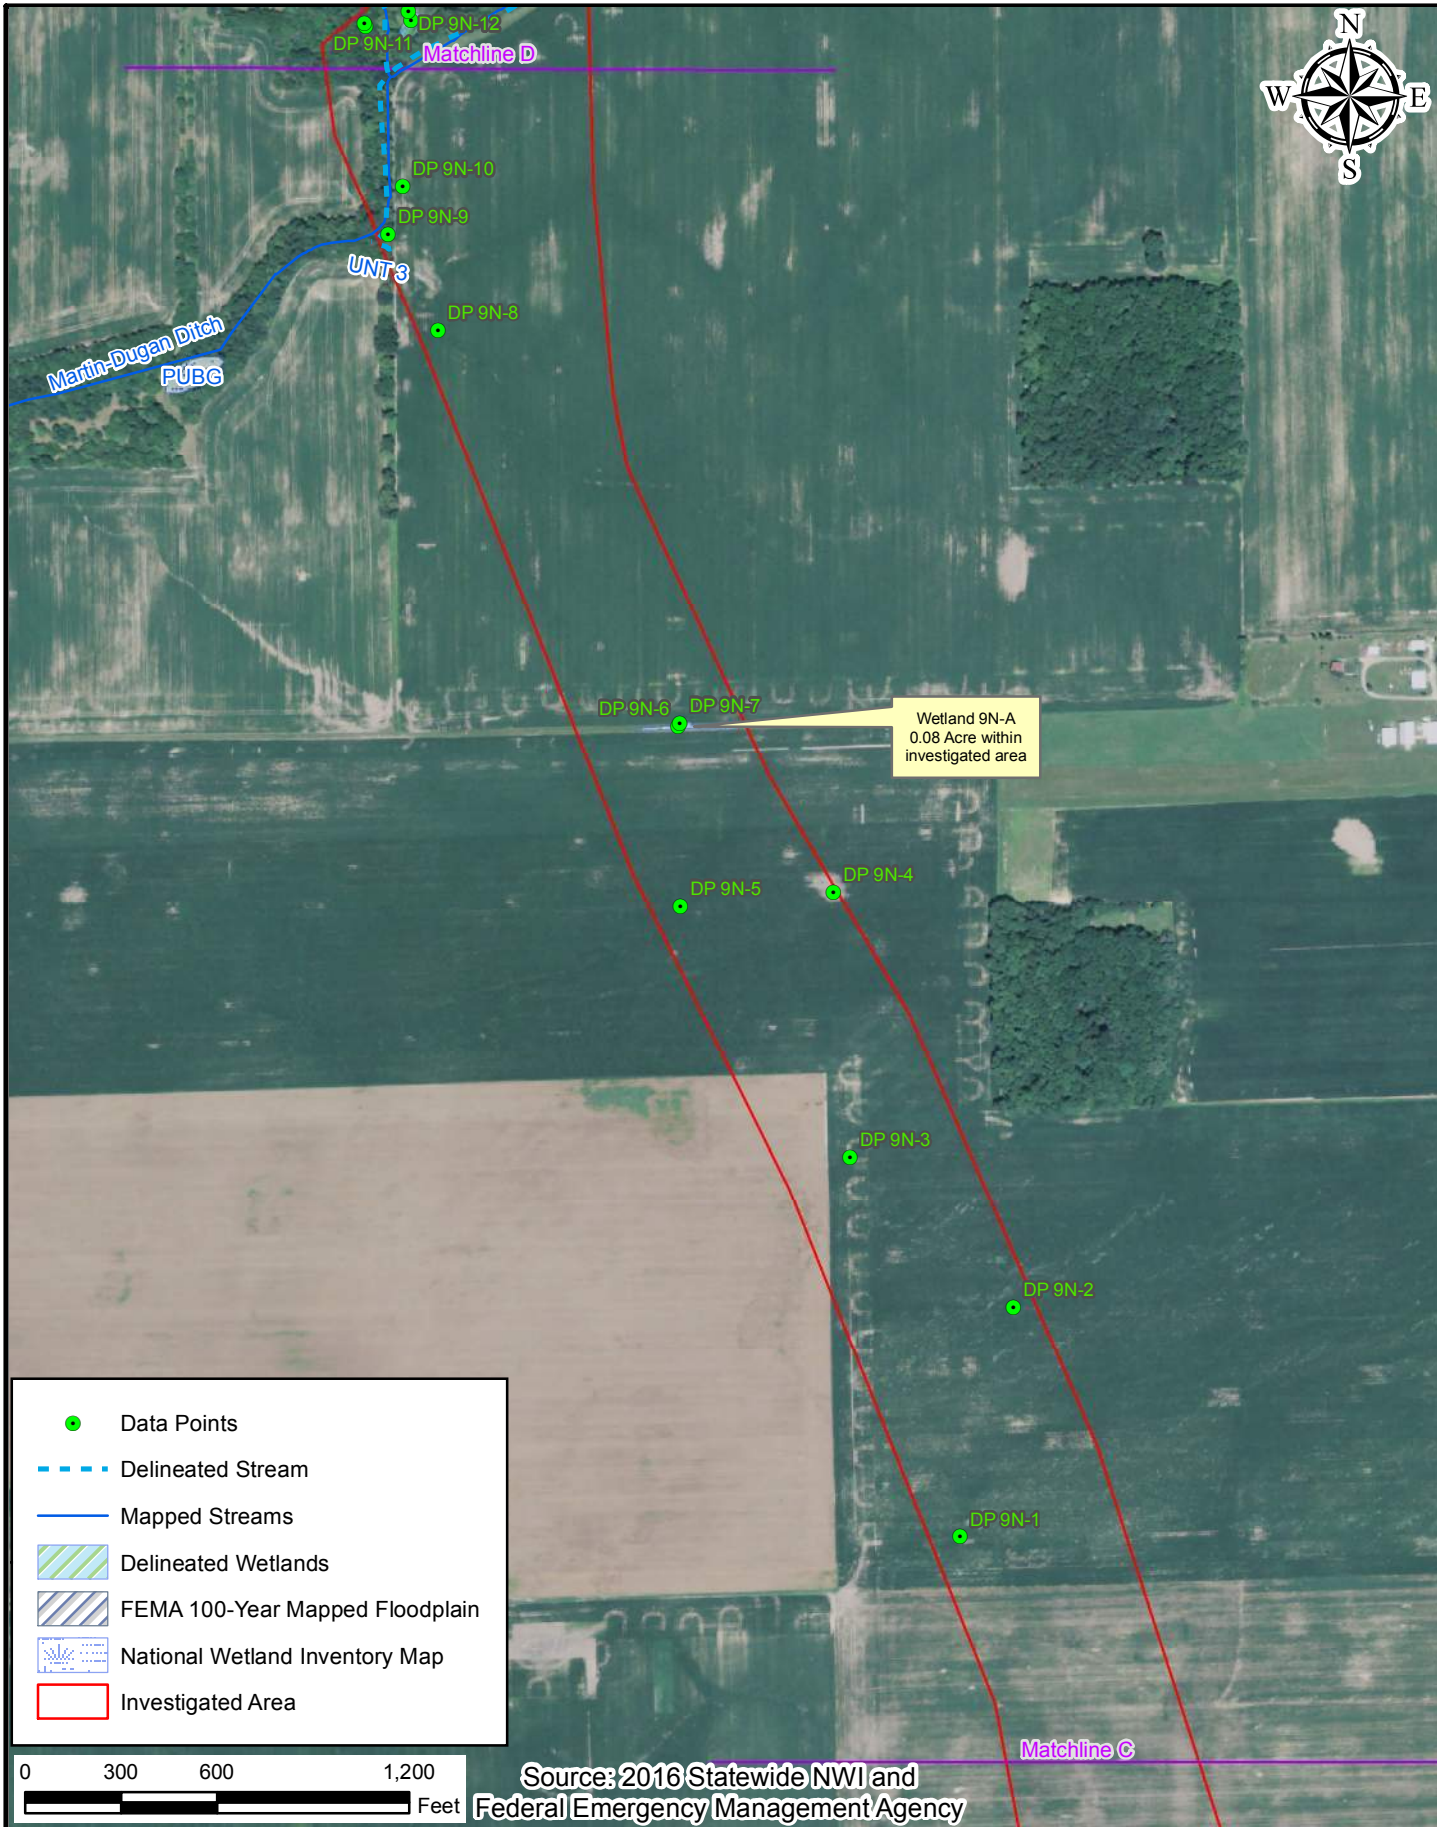 DP 9N-12
DP 9N-11
Matchline D
N
W
E
S
DP 9N-10
DP 9N-9
UNT 3
DP 9N-8
Martin-Dugan Ditch
PUBG
DP 9N-6
DP 9N-7
Wetland 9N-A
0.08 Acre within
investigated area
DP 9N-5
DP 9N-4
DP 9N-3
DP 9N-2
DP 9N-1
Data Points
Delineated Stream
Mapped Streams
Delineated Wetlands
FEMA 100-Year Mapped Floodplain
National Wetland Inventory Map
Investigated Area
Matchline C
0 300 600 1,200
Feet
Source: 2016 Statewide NWI and
Federal Emergency Management Agency